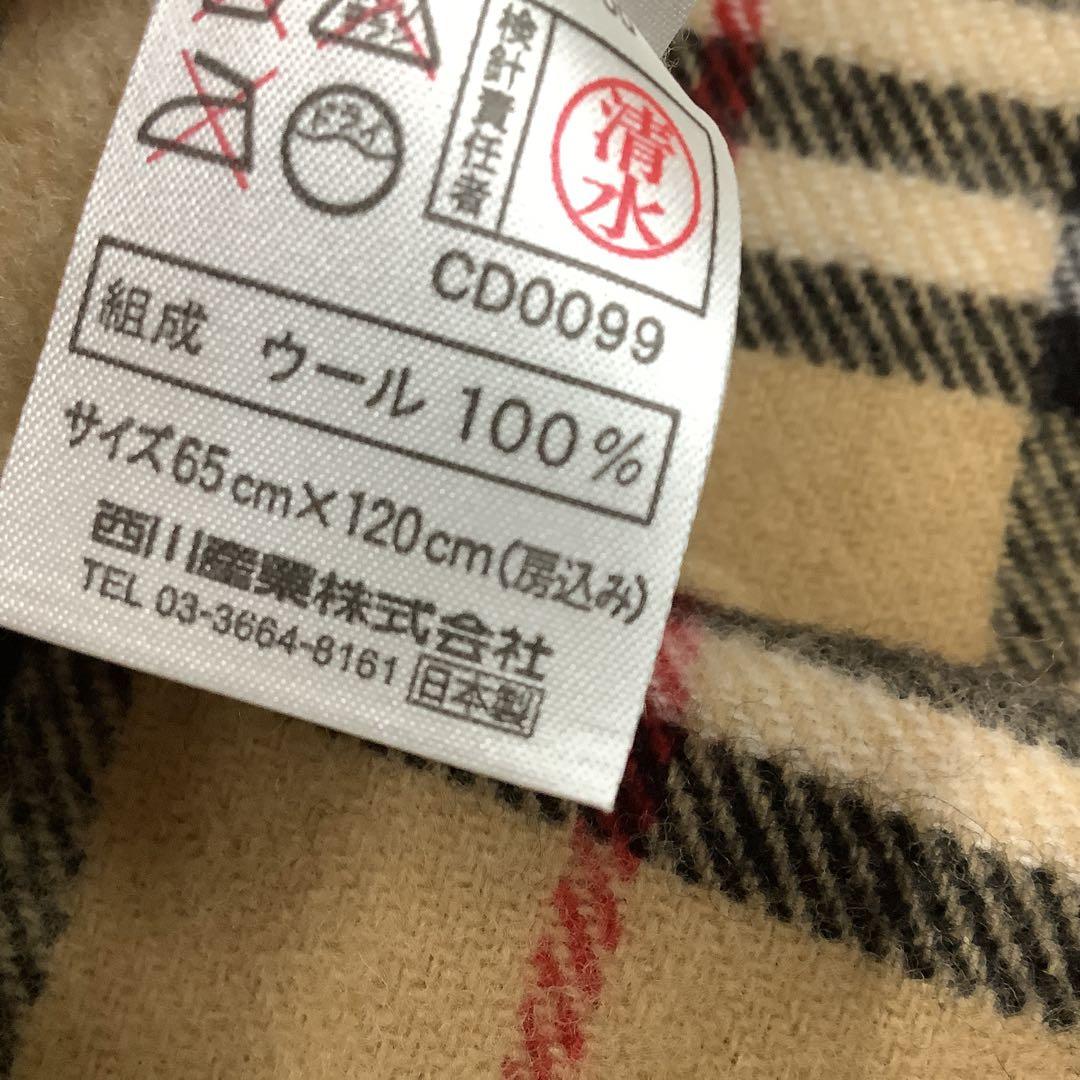 ドライ
検針責任者
清水
CD0099
組成 ウール 100%
サイズ65cm×120cm(房込み)
西川産業株式会社
TEL 03-3664-8161 日本製